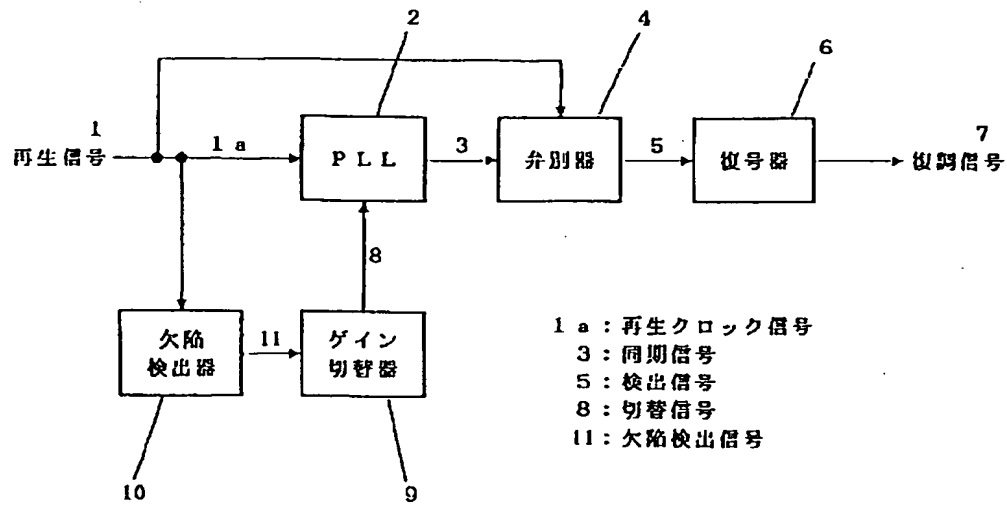 2
4
6
1
再生信号
1a
PLL
3
弁別器
5
復号器
7
復調信号
8
欠陥
検出器
11
ゲイン
切替器
10
9
1a:再生クロック信号
3:同期信号
5:検出信号
8:切替信号
11:欠陥検出信号